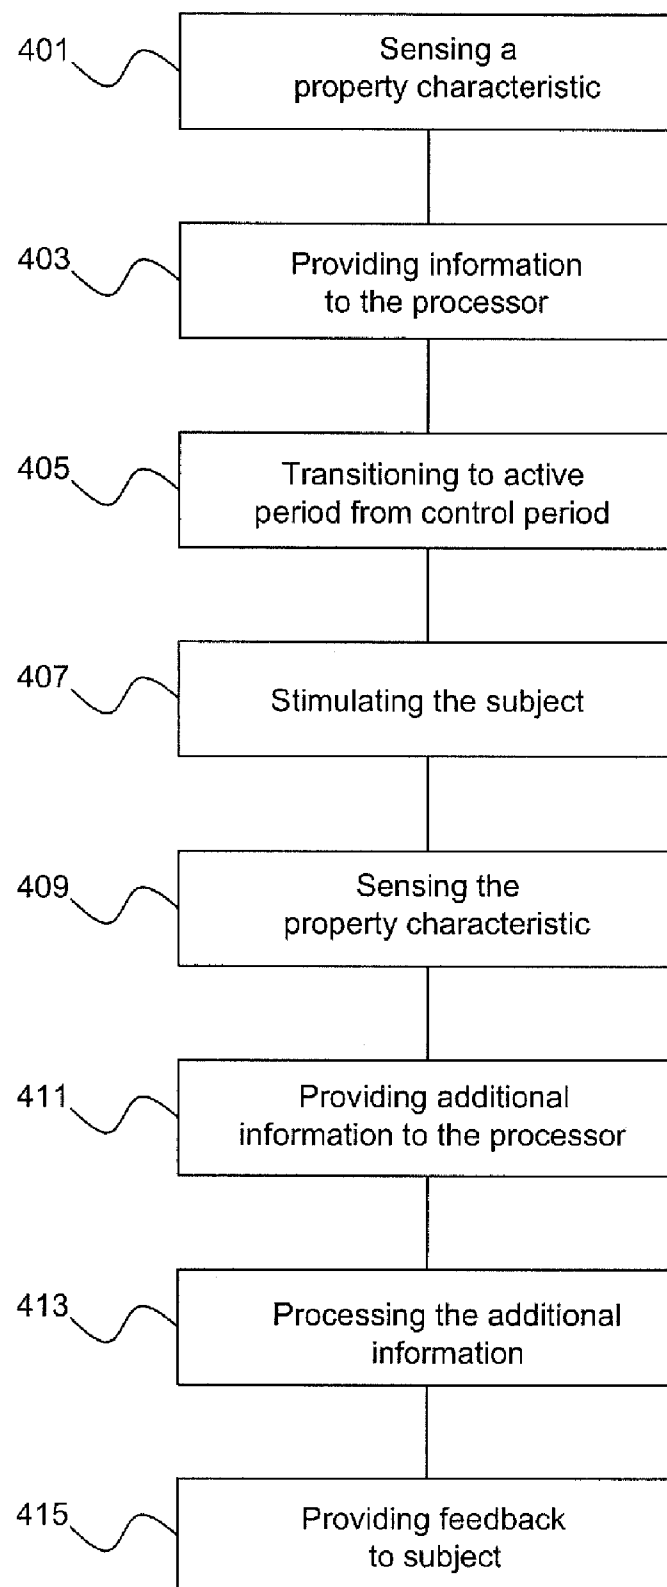 401
Sensing a
property characteristic
403
Providing information
to the processor
405
Transitioning to active
period from control period
407
Stimulating the subject
409
Sensing the
property characteristic
411
Providing additional
information to the processor
413
Processing the additional
information
415
Providing feedback
to subject